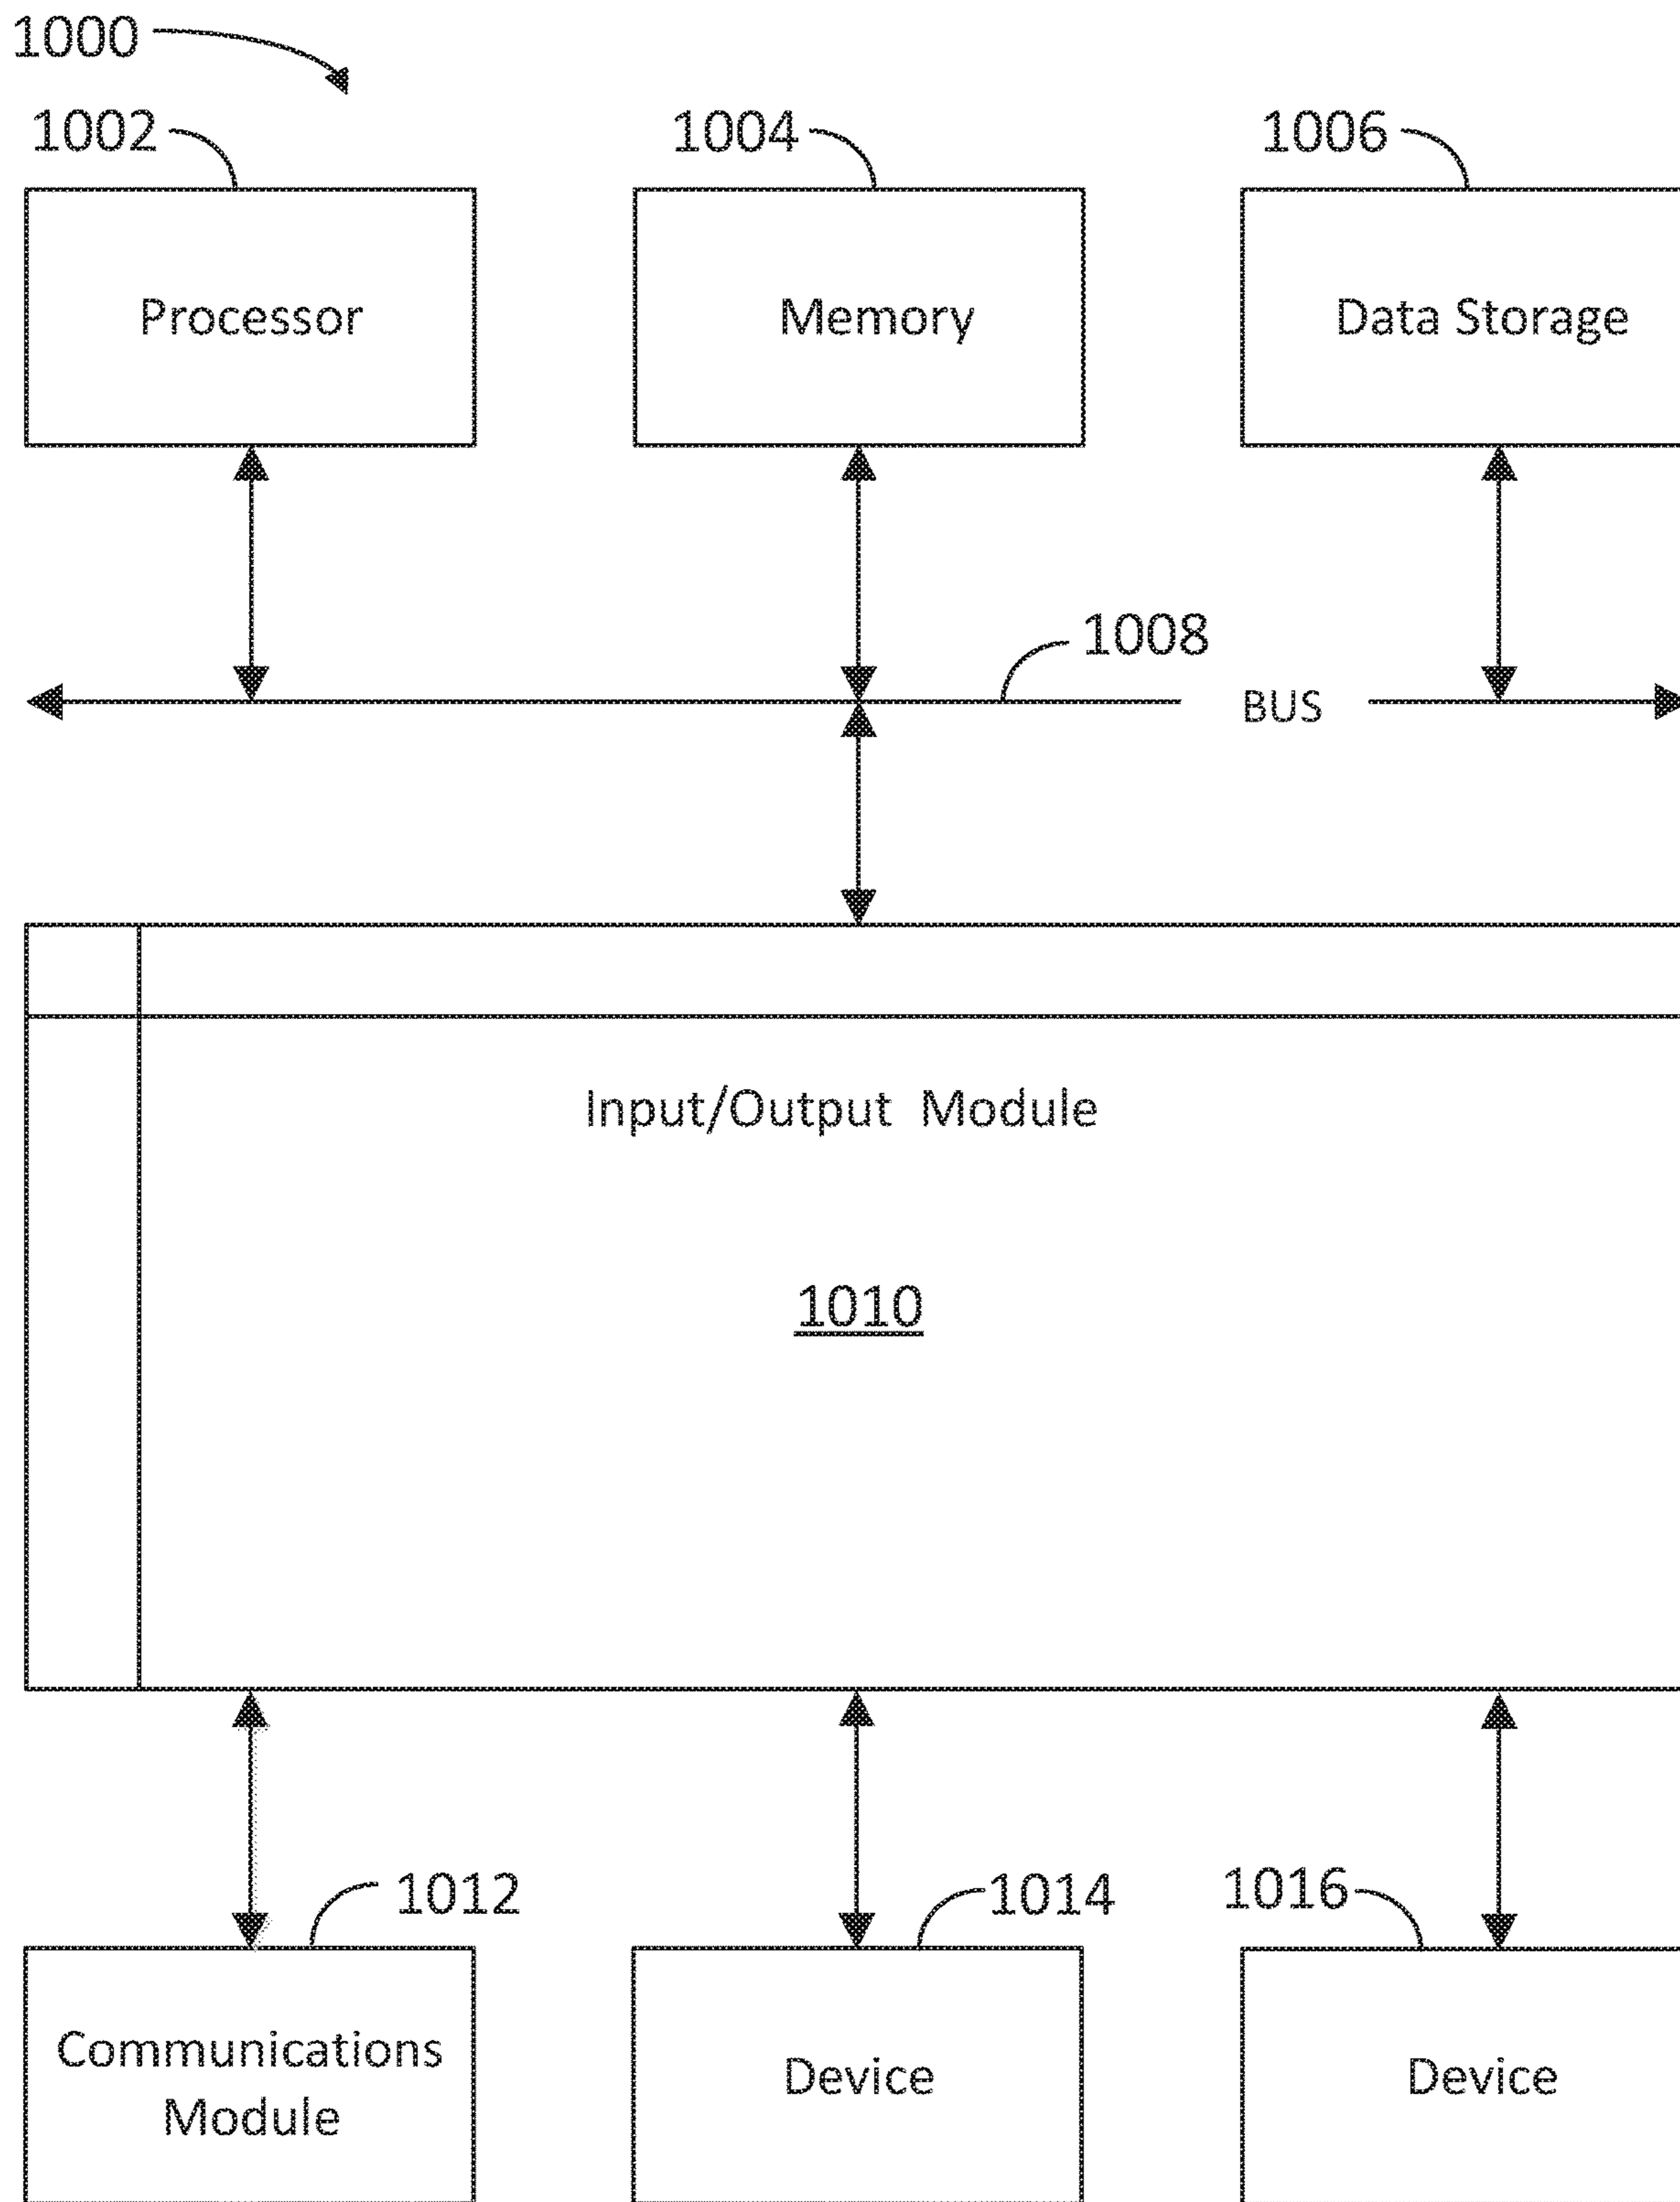 1000
1002
1004
1006
Processor
Memory
Data Storage
1008
BUS
Input/Output Module
1010
1012
1014
1016
Communications
Module
Device
Device